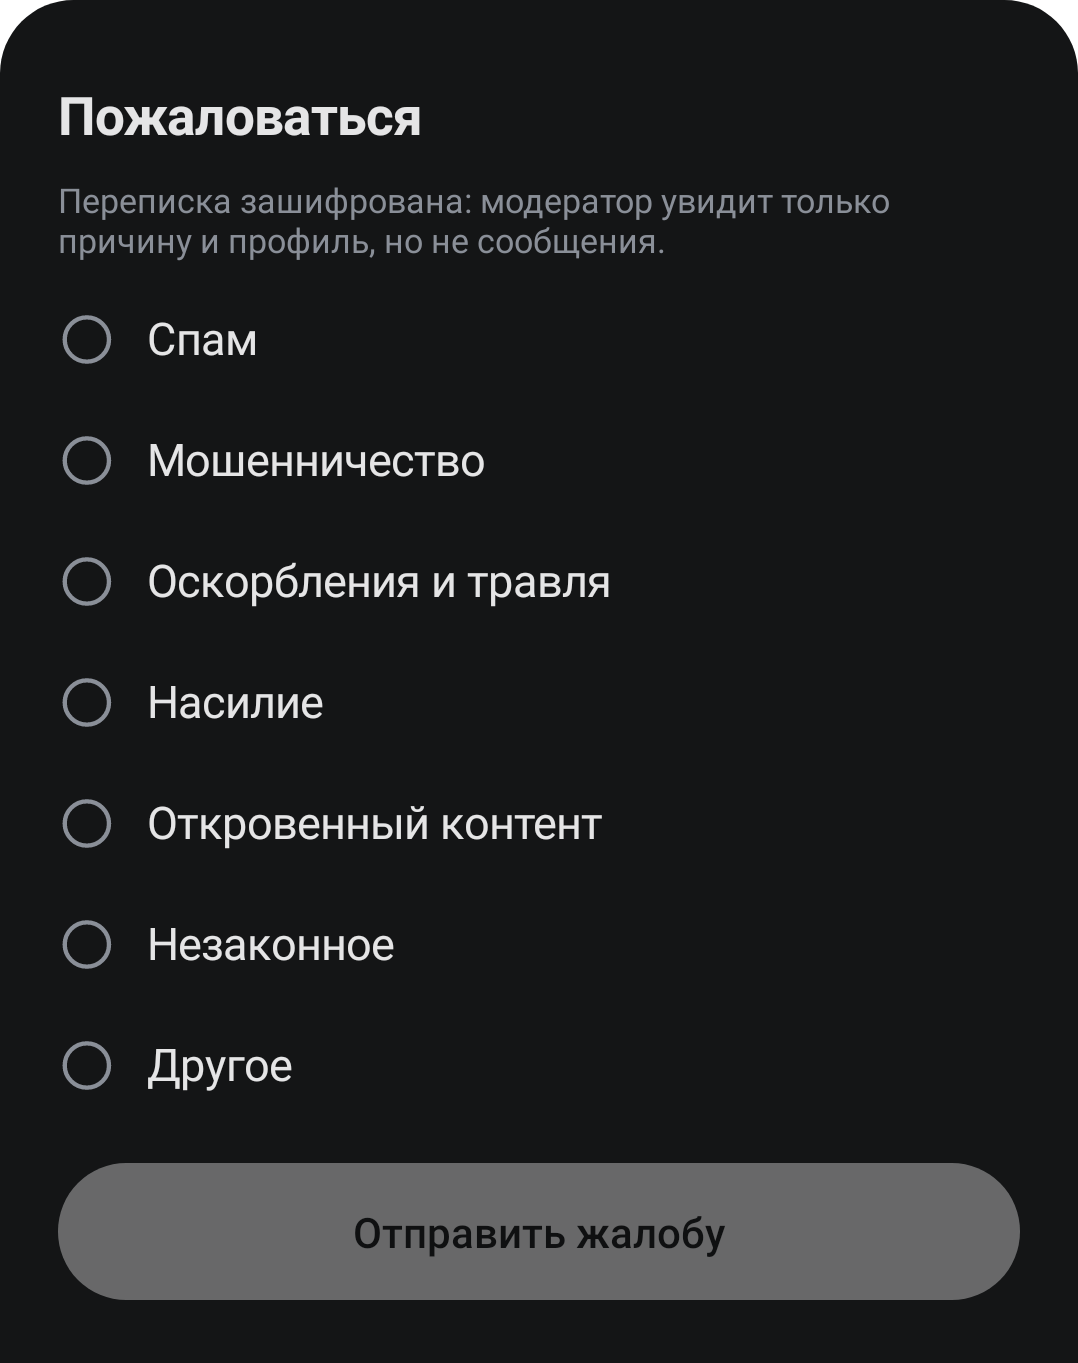 Пожаловаться
Переписка зашифрована: модератор увидит только
причину и профиль, но не сообщения.
Спам
Мошенничество
Оскорбления и травля
Насилие
Откровенный контент
Незаконное
Другое
Отправить жалобу